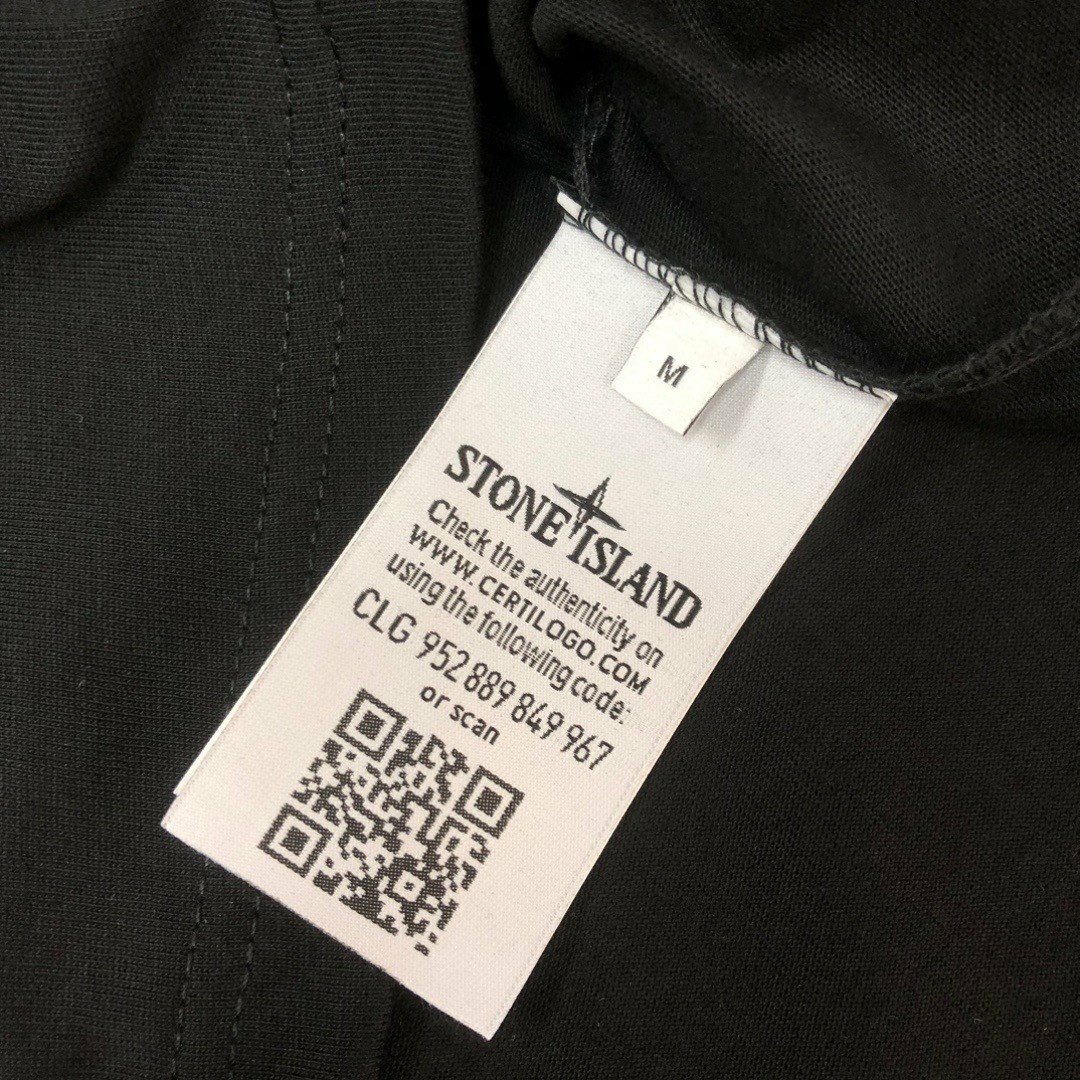 M
STONE ISLAND
Check the authenticity on
WWW.CERTILOGO.COM
using the following code:
CLG 952 889 849 967
or scan